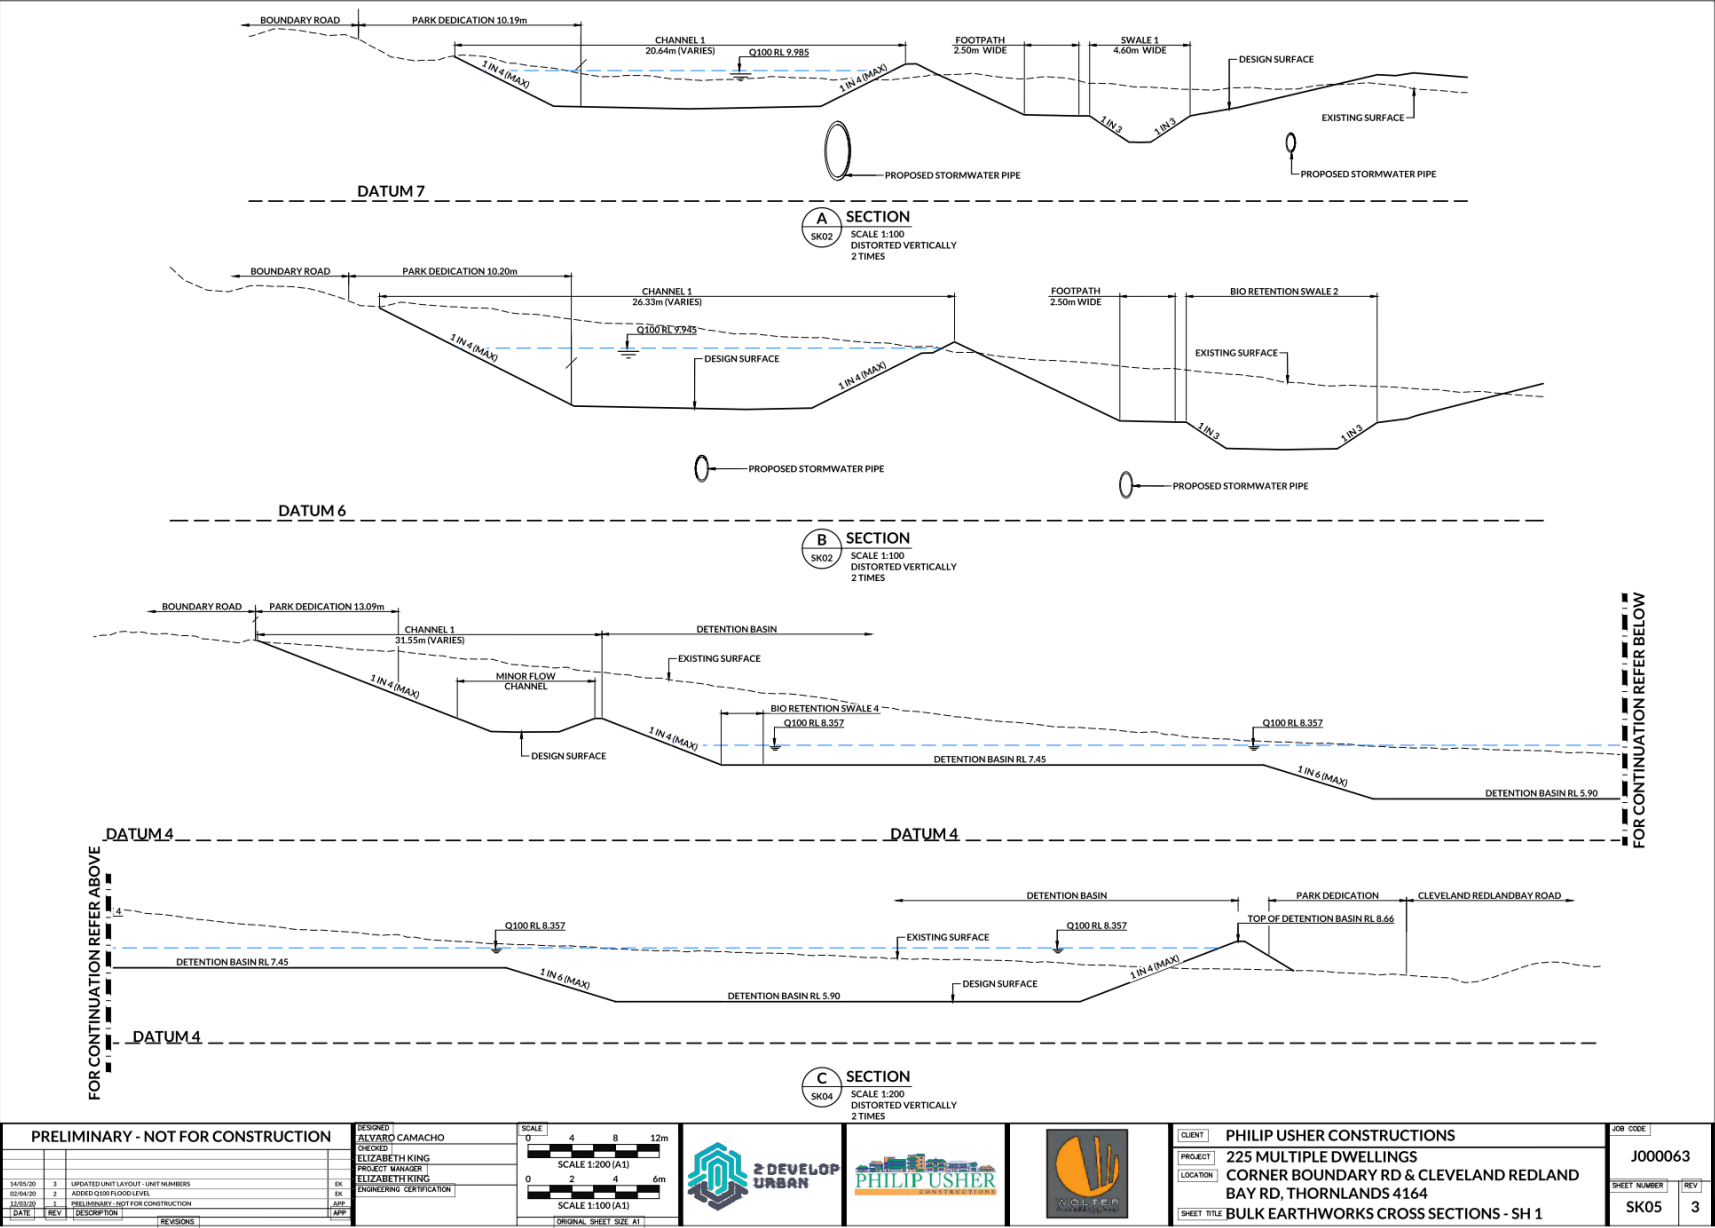 BOUNDARY ROAD
PARK DEDICATION 10.19m
CHANNEL 1
20.64m (VARIES)
Q100 RL 9.985
FOOTPATH
2.50m WIDE
SWALE 1
4.60m WIDE
DESIGN SURFACE
1 IN 4 (MAX)
1 IN 4 (MAX)
1 IN 3
1 IN 3
EXISTING SURFACE
PROPOSED STORMWATER PIPE
PROPOSED STORMWATER PIPE
DATUM 7
A
SK02
SECTION
SCALE 1:100
DISTORTED VERTICALLY
2 TIMES
BOUNDARY ROAD
PARK DEDICATION 10.20m
CHANNEL 1
26.33m (VARIES)
FOOTPATH
2.50m WIDE
BIO RETENTION SWALE 2
Q100 RL 9.945
1 IN 4 (MAX)
DESIGN SURFACE
1 IN 4 (MAX)
EXISTING SURFACE
1 IN 3
1 IN 3
PROPOSED STORMWATER PIPE
PROPOSED STORMWATER PIPE
DATUM 6
B
SK02
SECTION
SCALE 1:100
DISTORTED VERTICALLY
2 TIMES
BOUNDARY ROAD
PARK DEDICATION 13.09m
CHANNEL 1
31.55m (VARIES)
DETENTION BASIN
EXISTING SURFACE
1 IN 4 (MAX)
MINOR FLOW
CHANNEL
BIO RETENTION SWALE 4
Q100 RL 8.357
Q100 RL 8.357
1 IN 4 (MAX)
DESIGN SURFACE
DETENTION BASIN RL 7.45
1 IN 6 (MAX)
DETENTION BASIN RL 5.90
FOR CONTINUATION REFER BELOW
DATUM 4
DATUM 4
FOR CONTINUATION REFER ABOVE
4
DETENTION BASIN
PARK DEDICATION
CLEVELAND REDLANDBAY ROAD
Q100 RL 8.357
EXISTING SURFACE
Q100 RL 8.357
TOP OF DETENTION BASIN RL 8.66
DETENTION BASIN RL 7.45
1 IN 6 (MAX)
DETENTION BASIN RL 5.90
DESIGN SURFACE
1 IN 4 (MAX)
DATUM 4
C
SK04
SECTION
SCALE 1:200
DISTORTED VERTICALLY
2 TIMES
PRELIMINARY - NOT FOR CONSTRUCTION
14/05/20 3 UPDATED UNIT LAYOUT - UNIT NUMBERS EK
02/04/20 2 ADDED Q100 FLOOD LEVEL EK
12/03/20 1 PRELIMINARY - NOT FOR CONSTRUCTION APP
DATE REV DESCRIPTION APP
REVISIONS
DESIGNED
ALVARO CAMACHO
CHECKED
ELIZABETH KING
PROJECT MANAGER
ELIZABETH KING
ENGINEERING CERTIFICATION
SCALE
0 4 8 12m
SCALE 1:200 (A1)
0 2 4 6m
SCALE 1:100 (A1)
ORIGINAL SHEET SIZE A1
2 DEVELOP
URBAN
PHILIP USHER
CONSTRUCTIONS
WOLTER
CLIENT PHILIP USHER CONSTRUCTIONS
PROJECT 225 MULTIPLE DWELLINGS
LOCATION CORNER BOUNDARY RD & CLEVELAND REDLAND
BAY RD, THORNLANDS 4164
SHEET TITLE BULK EARTHWORKS CROSS SECTIONS - SH 1
JOB CODE
J000063
SHEET NUMBER REV
SK05 3